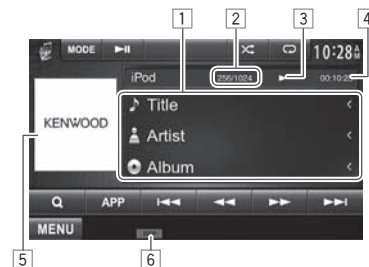 1 2 3 4
MODE 10:28
iPod 256/1024 00:10:25
Title
KENWOOD
Artist
Album
APP
MENU
5 6